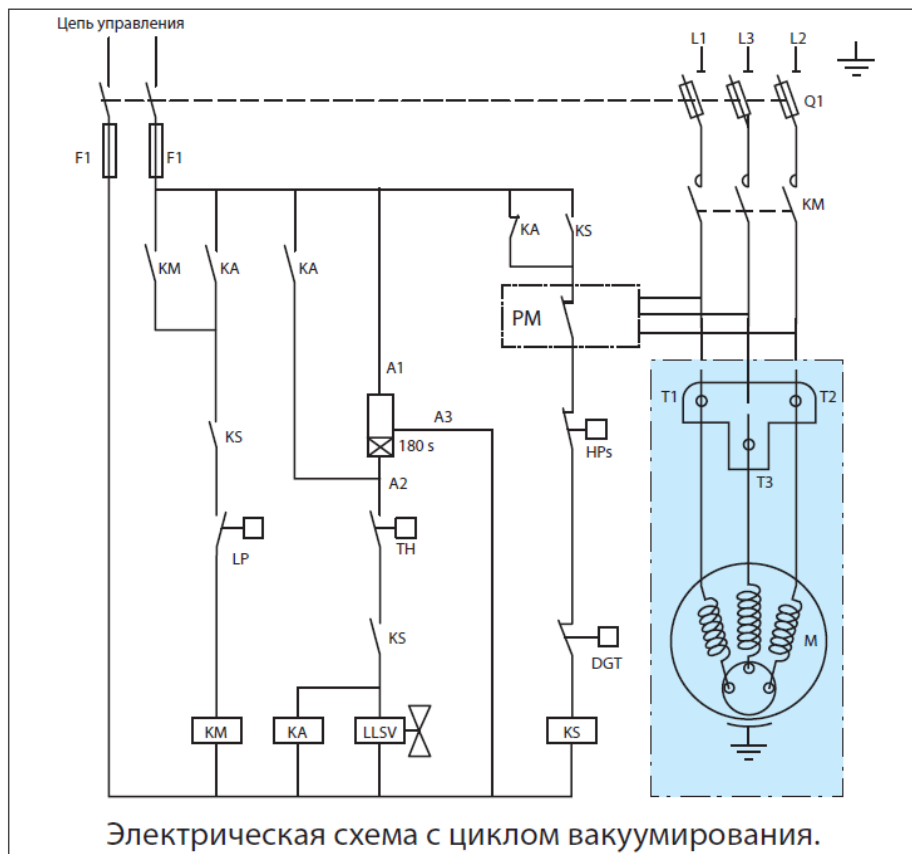 Цепь управления
L1 L3 L2
Q1
F1 F1
KM
KA KS
KM KA KA
PM
A1
T1 T2
A3
KS
180 s
HPs
T3
A2
LP
TH
M
KS
DGT
KM KA LLSV KS
Электрическая схема с циклом вакуумирования.